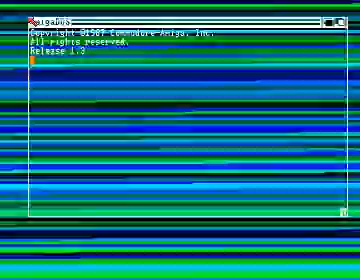 AmigaDOS
Copyright ©1987 Commodore-Amiga, Inc.
All rights reserved.
Release 1.3